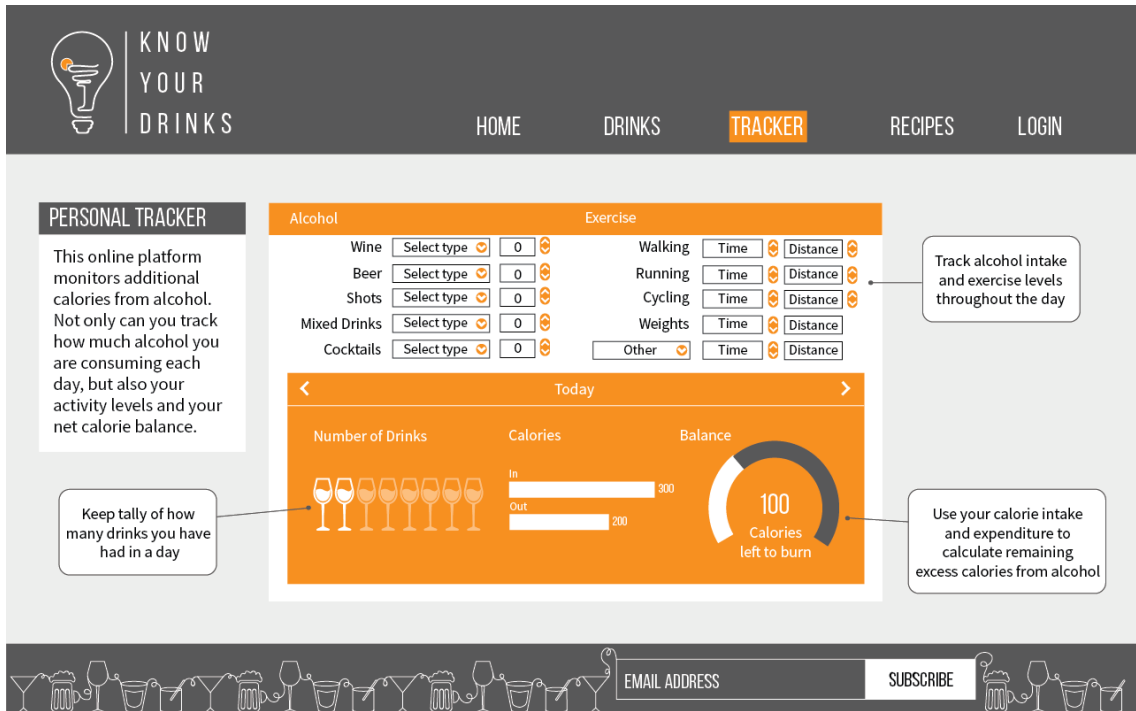 KNOW
YOUR
DRINKS
HOME DRINKS TRACKER RECIPES LOGIN
PERSONAL TRACKER
This online platform
monitors additional
calories from alcohol.
Not only can you track
how much alcohol you
are consuming each
day, but also your
activity levels and your
net calorie balance.
Alcohol Exercise
Wine Select type 0 Walking Time Distance
Beer Select type 0 Running Time Distance
Shots Select type 0 Cycling Time Distance
Mixed Drinks Select type 0 Weights Time Distance
Cocktails Select type 0 Other Time Distance
Track alcohol intake
and exercise levels
throughout the day
Today
Number of Drinks Calories Balance
In
300
Out
200
100
Calories
left to burn
Keep tally of how
many drinks you have
had in a day
Use your calorie intake
and expenditure to
calculate remaining
excess calories from alcohol
EMAIL ADDRESS SUBSCRIBE